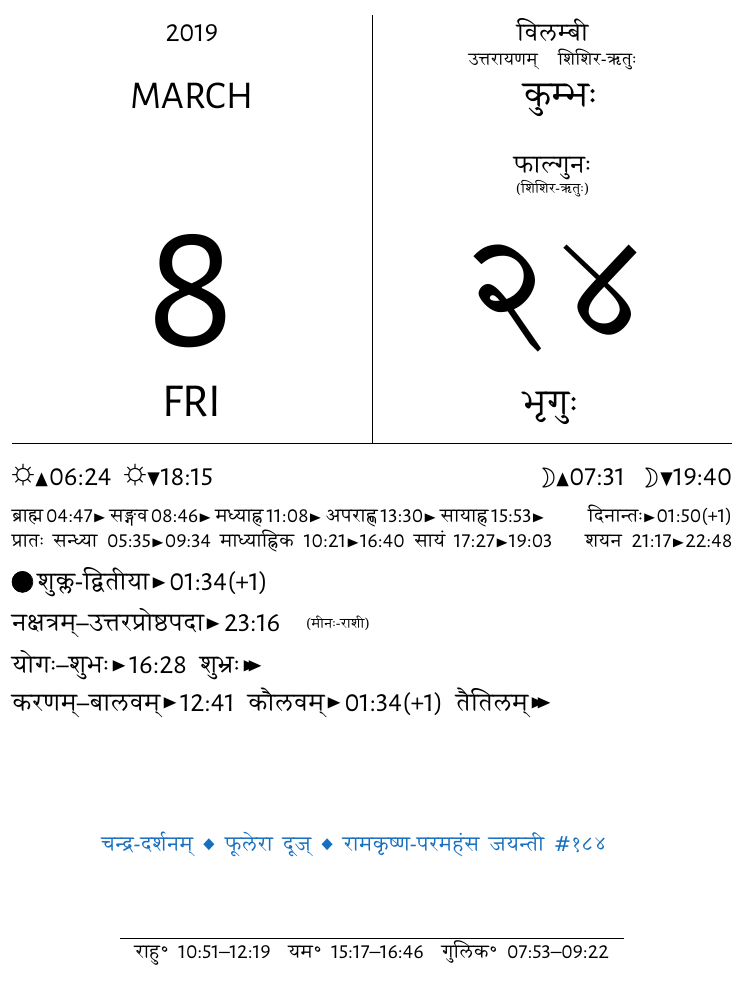 2019
MARCH
8
FRI
विलम्बी
उत्तरायणम् शिशिर-ऋतुः
कुम्भः
फाल्गुनः
(शिशिर-ऋतुः)
२४
भृगुः
☼▲06:24 ☼▼18:15 ☽▲07:31 ☽▼19:40
ब्राह्म 04:47► सङ्गव 08:46► मध्याह्न 11:08► अपराह्ण 13:30► सायाह्न 15:53► दिनान्तः►01:50(+1)
प्रातः सन्ध्या 05:35►09:34 माध्याह्निक 10:21►16:40 सायं 17:27►19:03 शयन 21:17►22:48
●शुक्ल-द्वितीया►01:34(+1)
नक्षत्रम्–उत्तरप्रोष्ठपदा►23:16 (मीनः-राशी)
योगः–शुभः►16:28 शुभ्रः►►
करणम्–बालवम्►12:41 कौलवम्►01:34(+1) तैतिलम्►►
चन्द्र-दर्शनम् ◆ फूलेरा दूज् ◆ रामकृष्ण-परमहंस जयन्ती #१८४
राहु॰ 10:51–12:19 यम॰ 15:17–16:46 गुलिक॰ 07:53–09:22